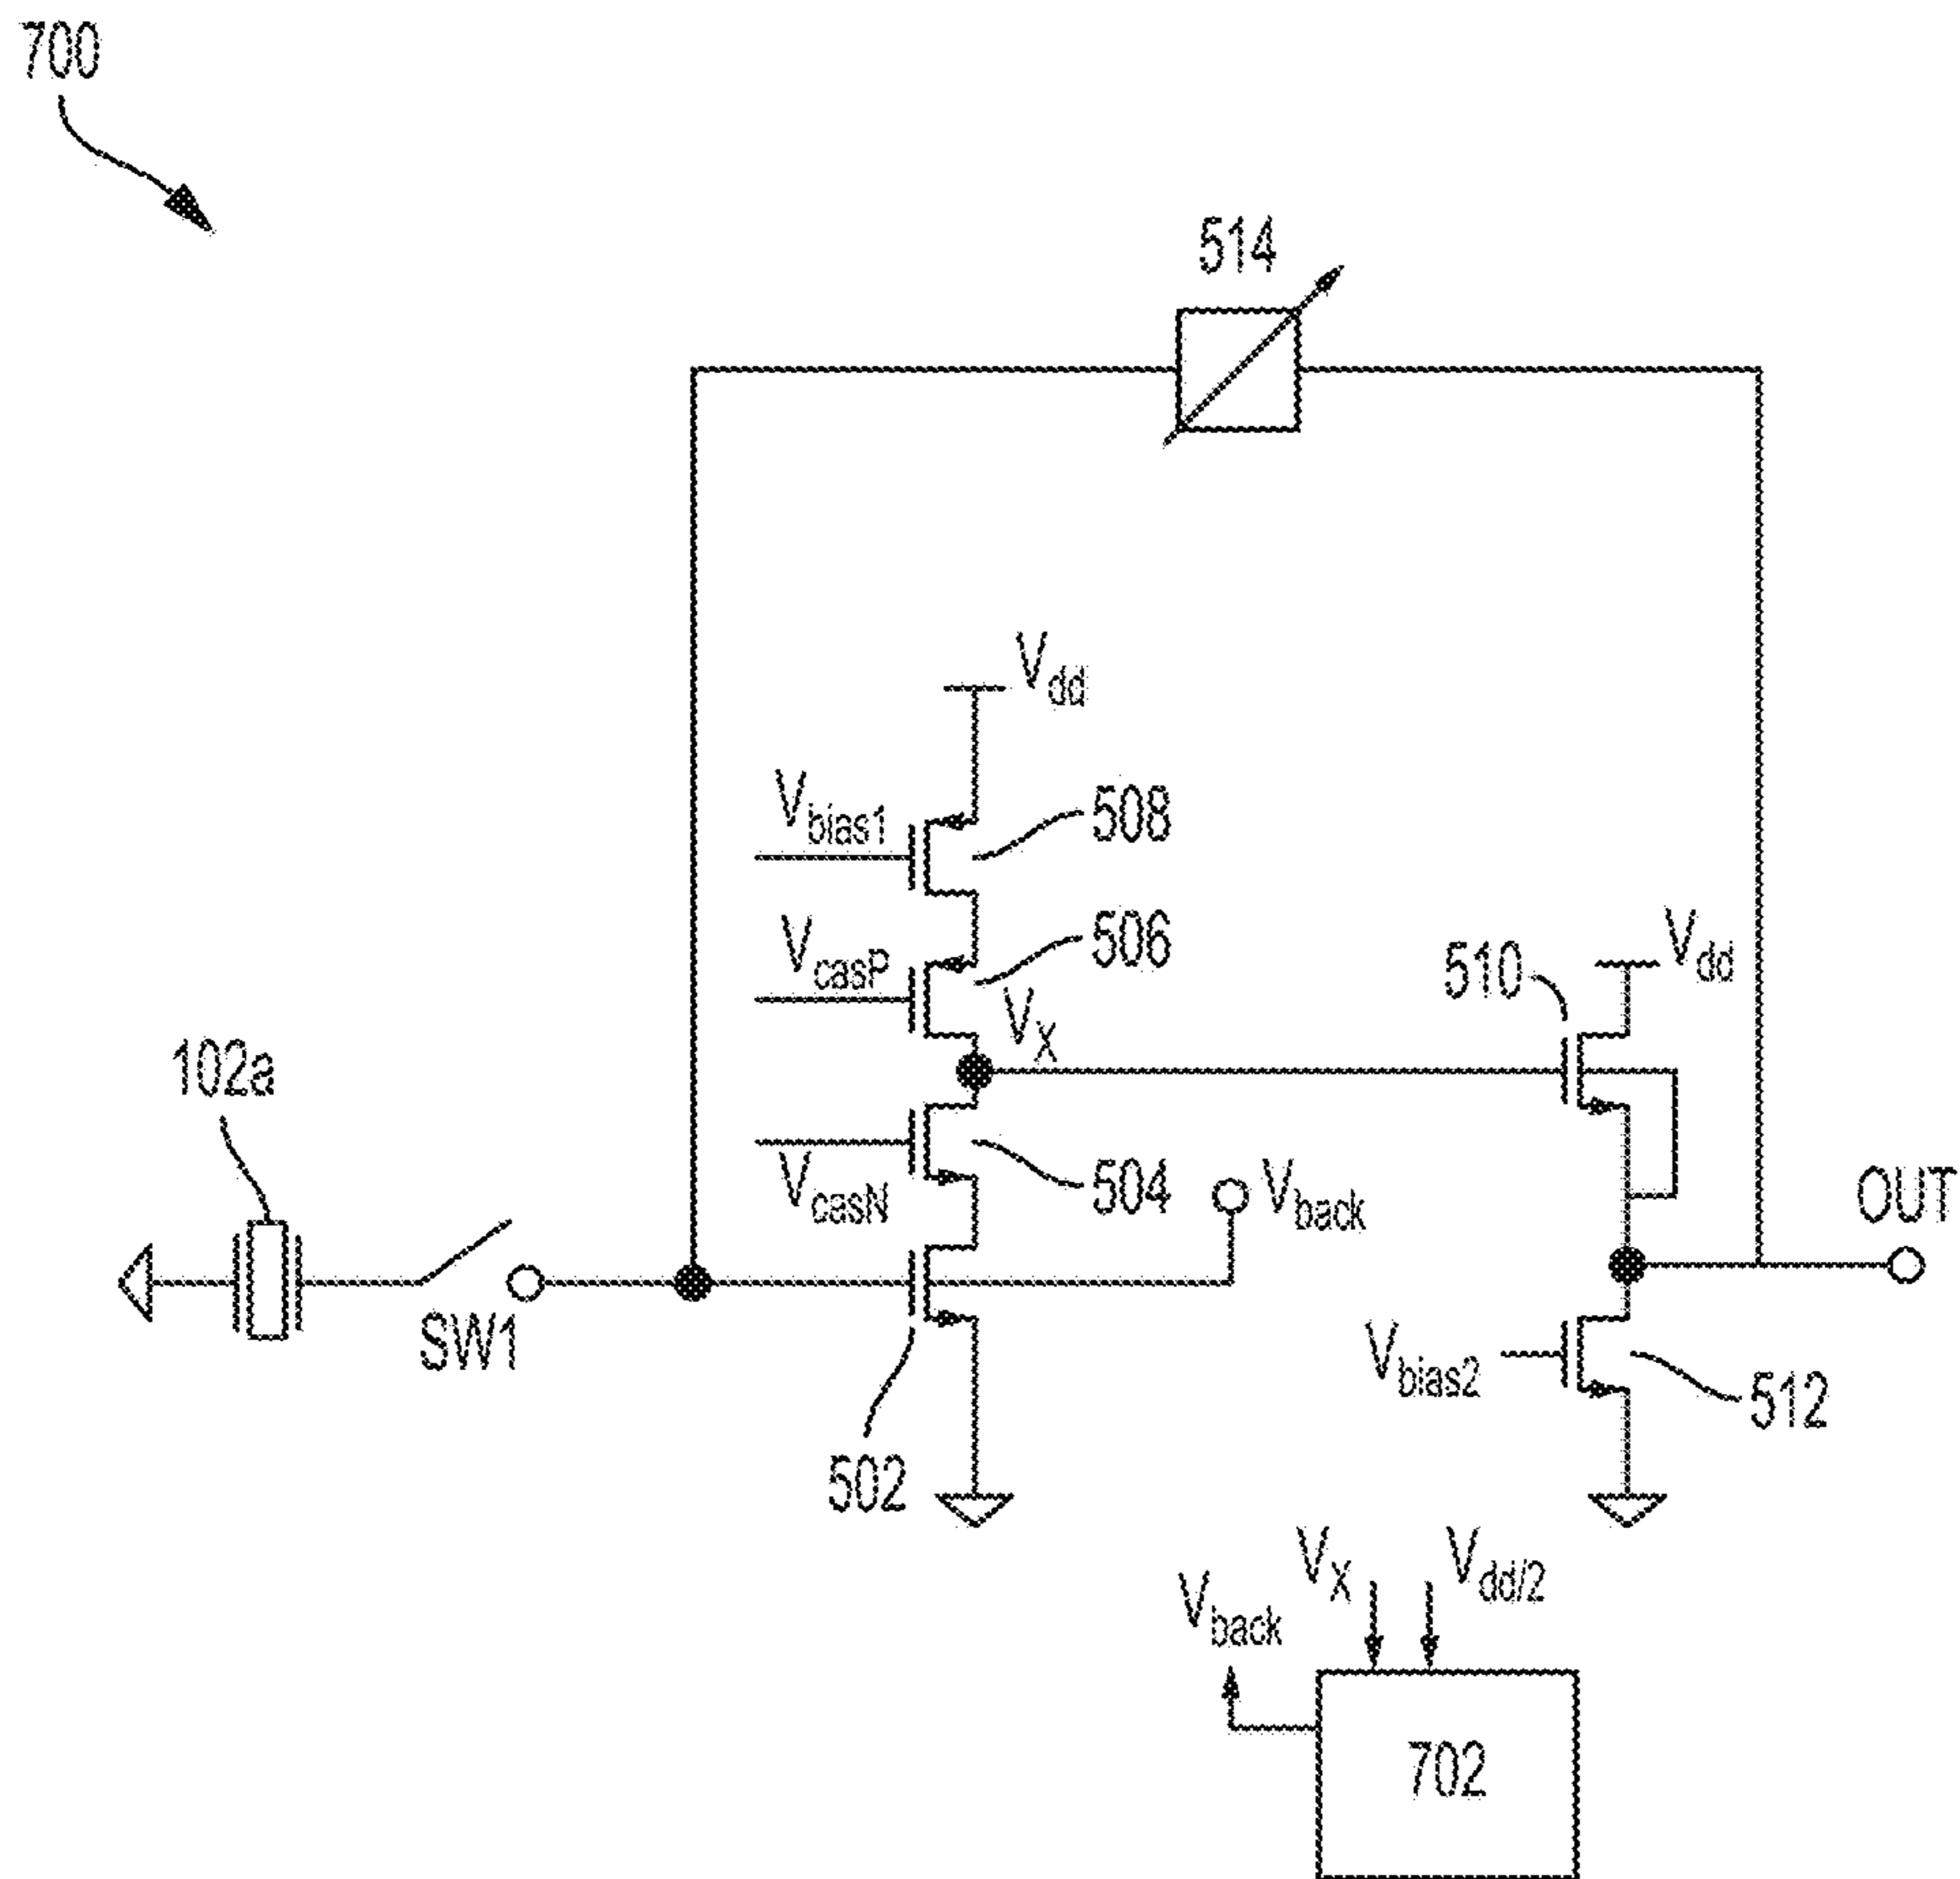 700
514
Vdd
Vbias1
508
VcasP
506
VX
510
Vdd
102a
VcasN
504
Vback
OUT
SW1
Vbias2
512
502
VX
Vdd/2
Vback
702